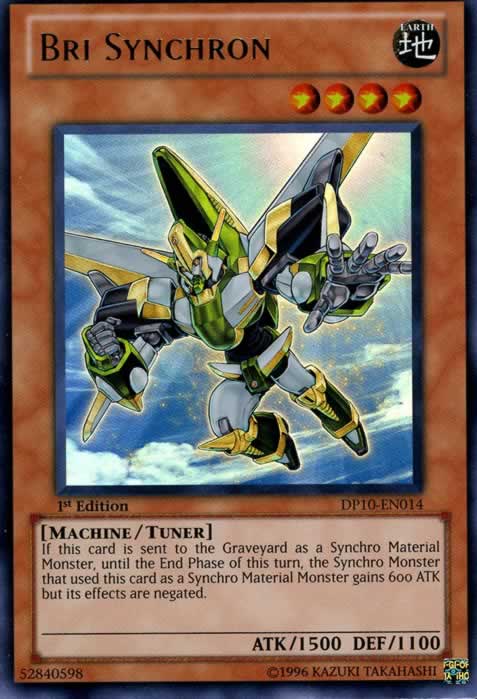 BRI SYNCHRON
EARTH
地
1st Edition
DP10-EN014
[MACHINE/TUNER]
If this card is sent to the Graveyard as a Synchro Material
Monster, until the End Phase of this turn, the Synchro Monster
that used this card as a Synchro Material Monster gains 600 ATK
but its effects are negated.
ATK/1500 DEF/1100
52840598
©1996 KAZUKI TAKAHASHI